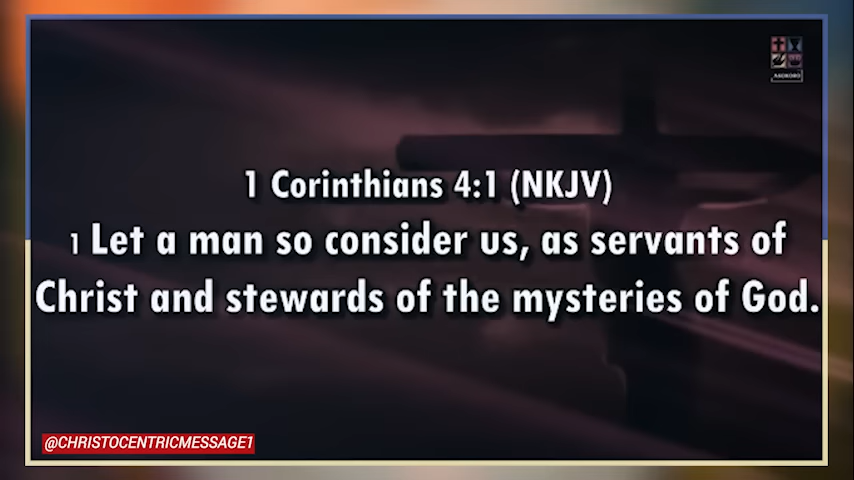 1 Corinthians 4:1 (NKJV)
1 Let a man so consider us, as servants of
Christ and stewards of the mysteries of God.
@CHRISTOCENTRICMESSAGE1